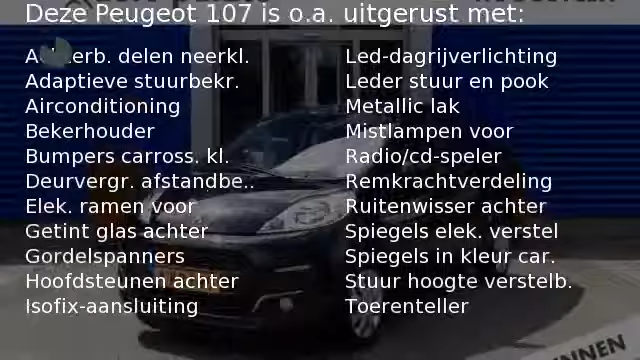 Deze Peugeot 107 is o.a. uitgerust met:
delen neerkl.
Adaptieve stuurbekr.
Airconditioning
Bekerhouder
Bumpers carross. kl.
Deurvergr. afstandbe..
Elek. ramen voor
Getint glas achter
Gordelspanners
Hoofdsteunen achter
Isofix-aansluiting
Led-dagrijverlichting
Leder stuur en pook
Metallic lak
Mistlampen voor
Radio/cd-speler
Remkrachtverdeling
Ruitenwisser achter
Spiegels elek. verstel
Spiegels in kleur car.
Stuur hoogte verstelb.
Toerenteller